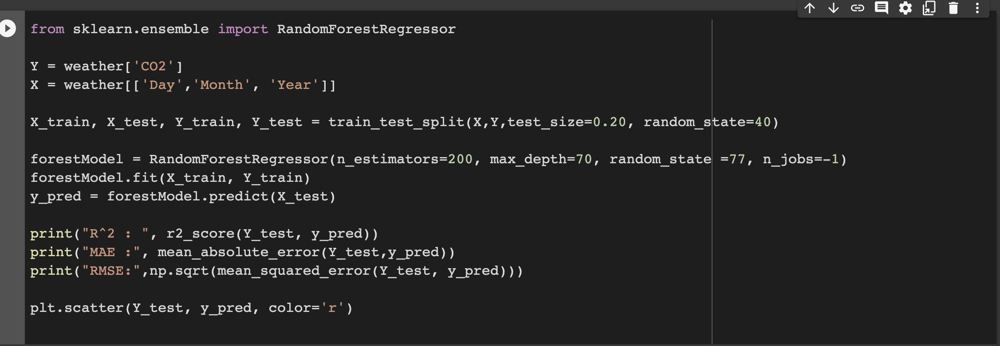 from sklearn.ensemble import RandomForestRegressor
Y = weather['CO2']
X = weather[['Day','Month', 'Year']]
X_train, X_test, Y_train, Y_test = train_test_split(X,Y,test_size=0.20, random_state=40)
forestModel = RandomForestRegressor(n_estimators=200, max_depth=70, random_state =77, n_jobs=-1)
forestModel.fit(X_train, Y_train)
y_pred = forestModel.predict(X_test)
print("R^2 : ", r2_score(Y_test, y_pred))
print("MAE :", mean_absolute_error(Y_test,y_pred))
print("RMSE:",np.sqrt(mean_squared_error(Y_test, y_pred)))
plt.scatter(Y_test, y_pred, color='r')